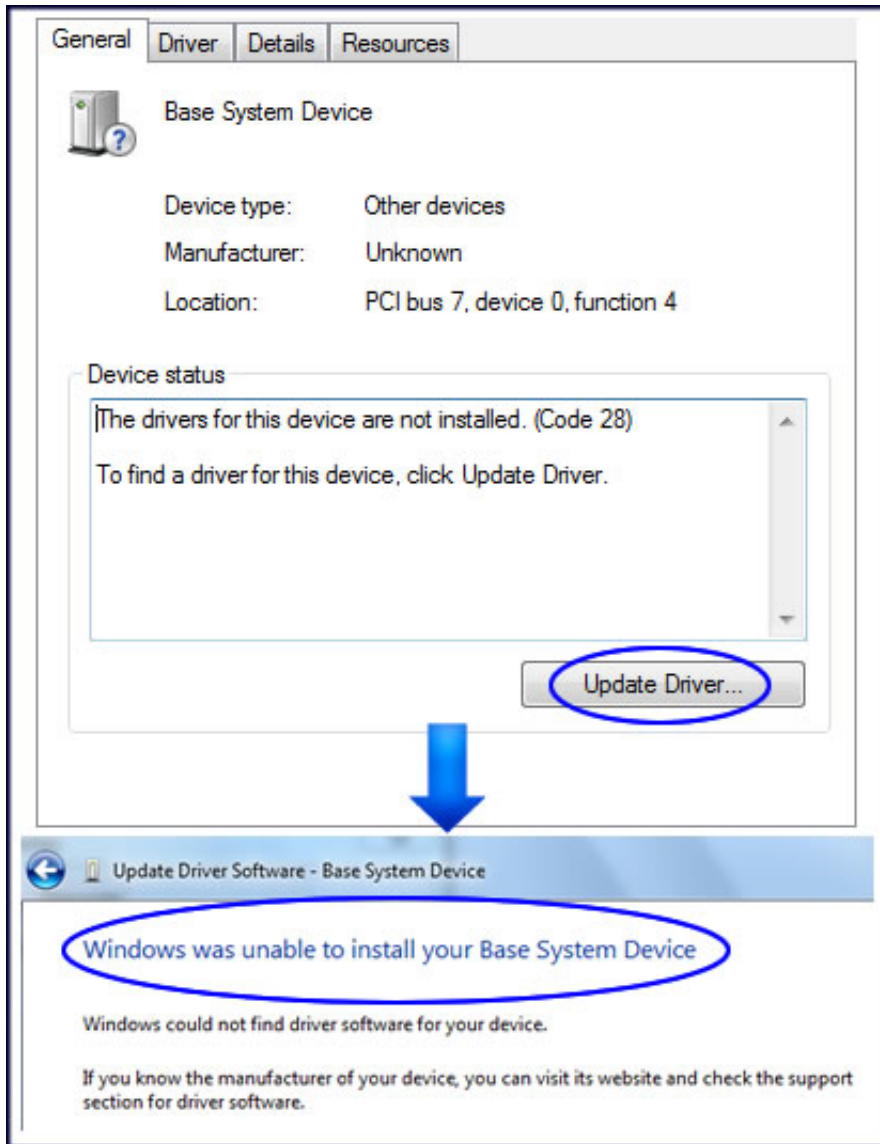 General Driver Details Resources
Base System Device
Device type: Other devices
Manufacturer: Unknown
Location: PCI bus 7, device 0, function 4
Device status
The drivers for this device are not installed. (Code 28)
To find a driver for this device, click Update Driver.
Update Driver...
Update Driver Software - Base System Device
Windows was unable to install your Base System Device
Windows could not find driver software for your device.
If you know the manufacturer of your device, you can visit its website and check the support
section for driver software.